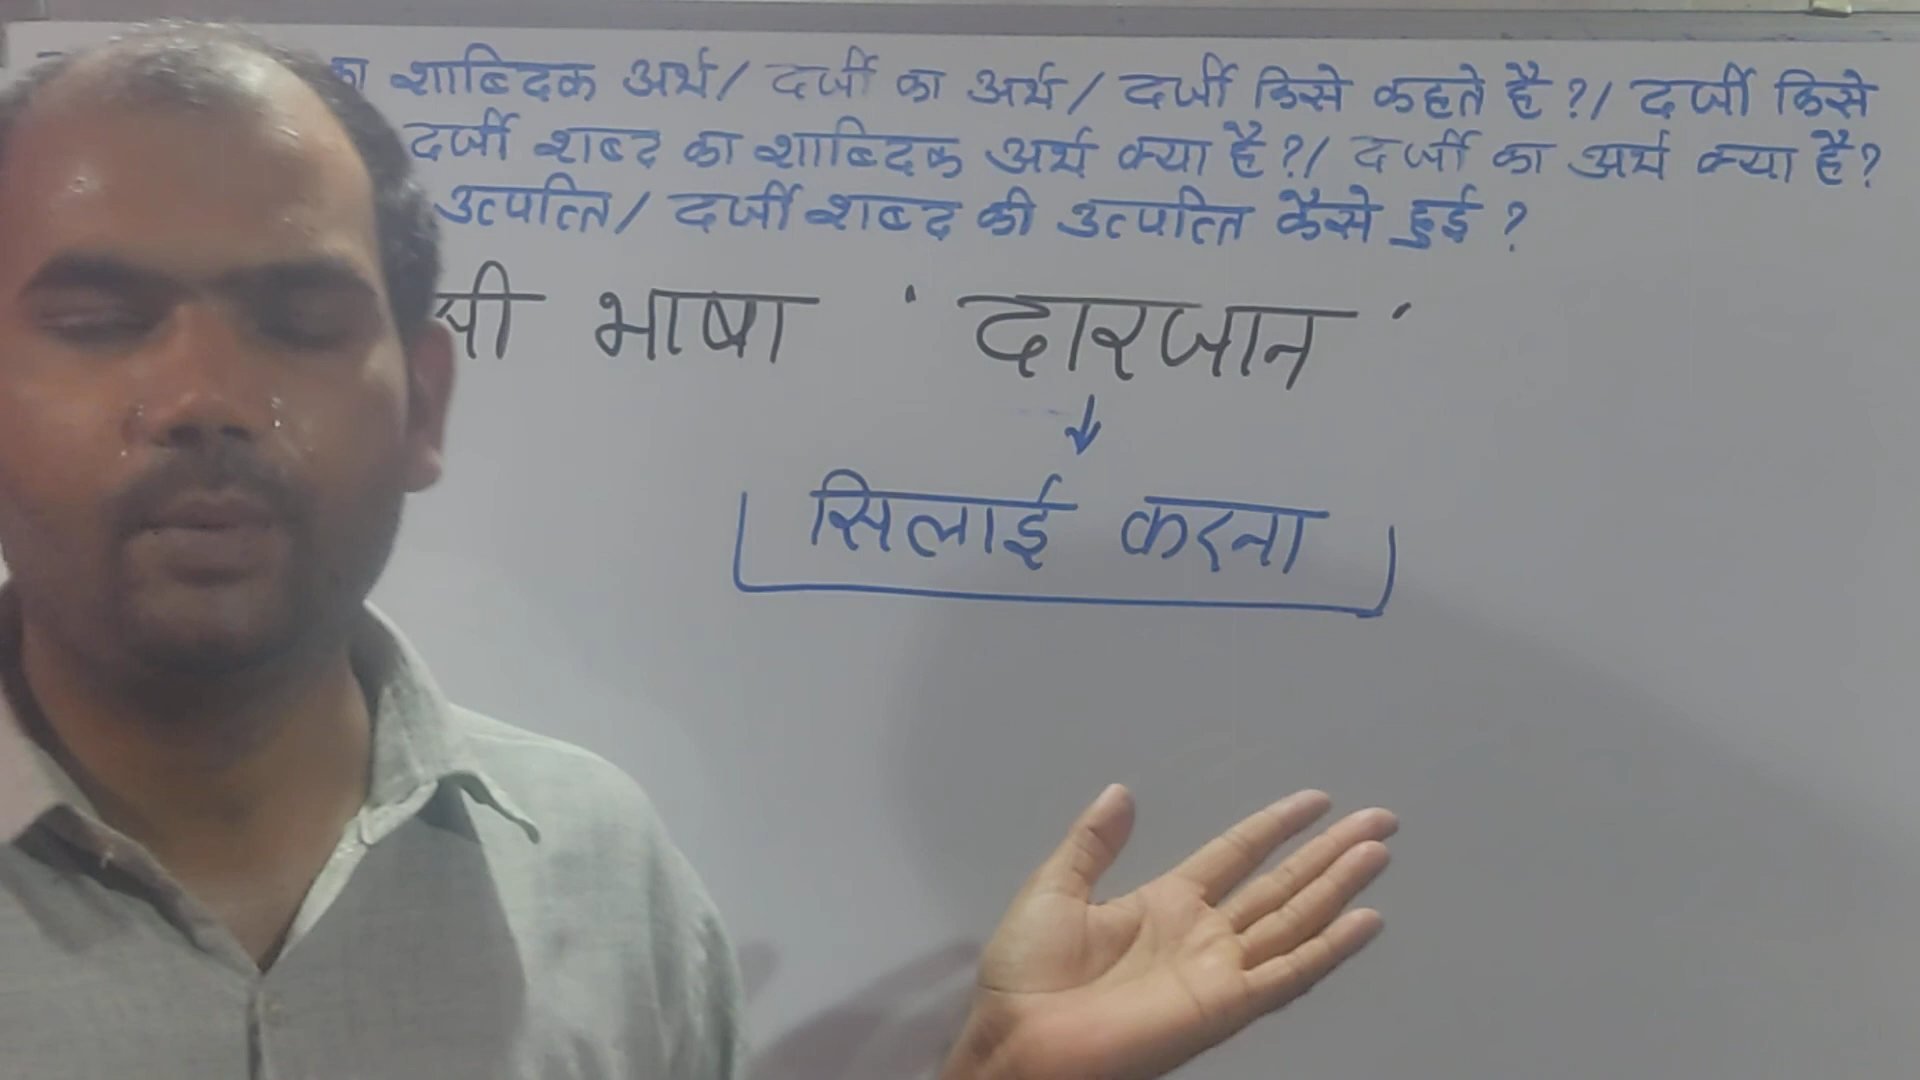 का शाब्दिक अर्थ/ दर्जी का अर्थ/ दर्जी किसे कहते है?/ दर्जी किसे
दर्जी शब्द का शाब्दिक अर्थ क्या है?/ दर्जी का अर्थ क्या है?
उत्पत्ति/ दर्जी शब्द की उत्पत्ति कैसे हुई?
भाषा 'दारजान'
सिलाई करना